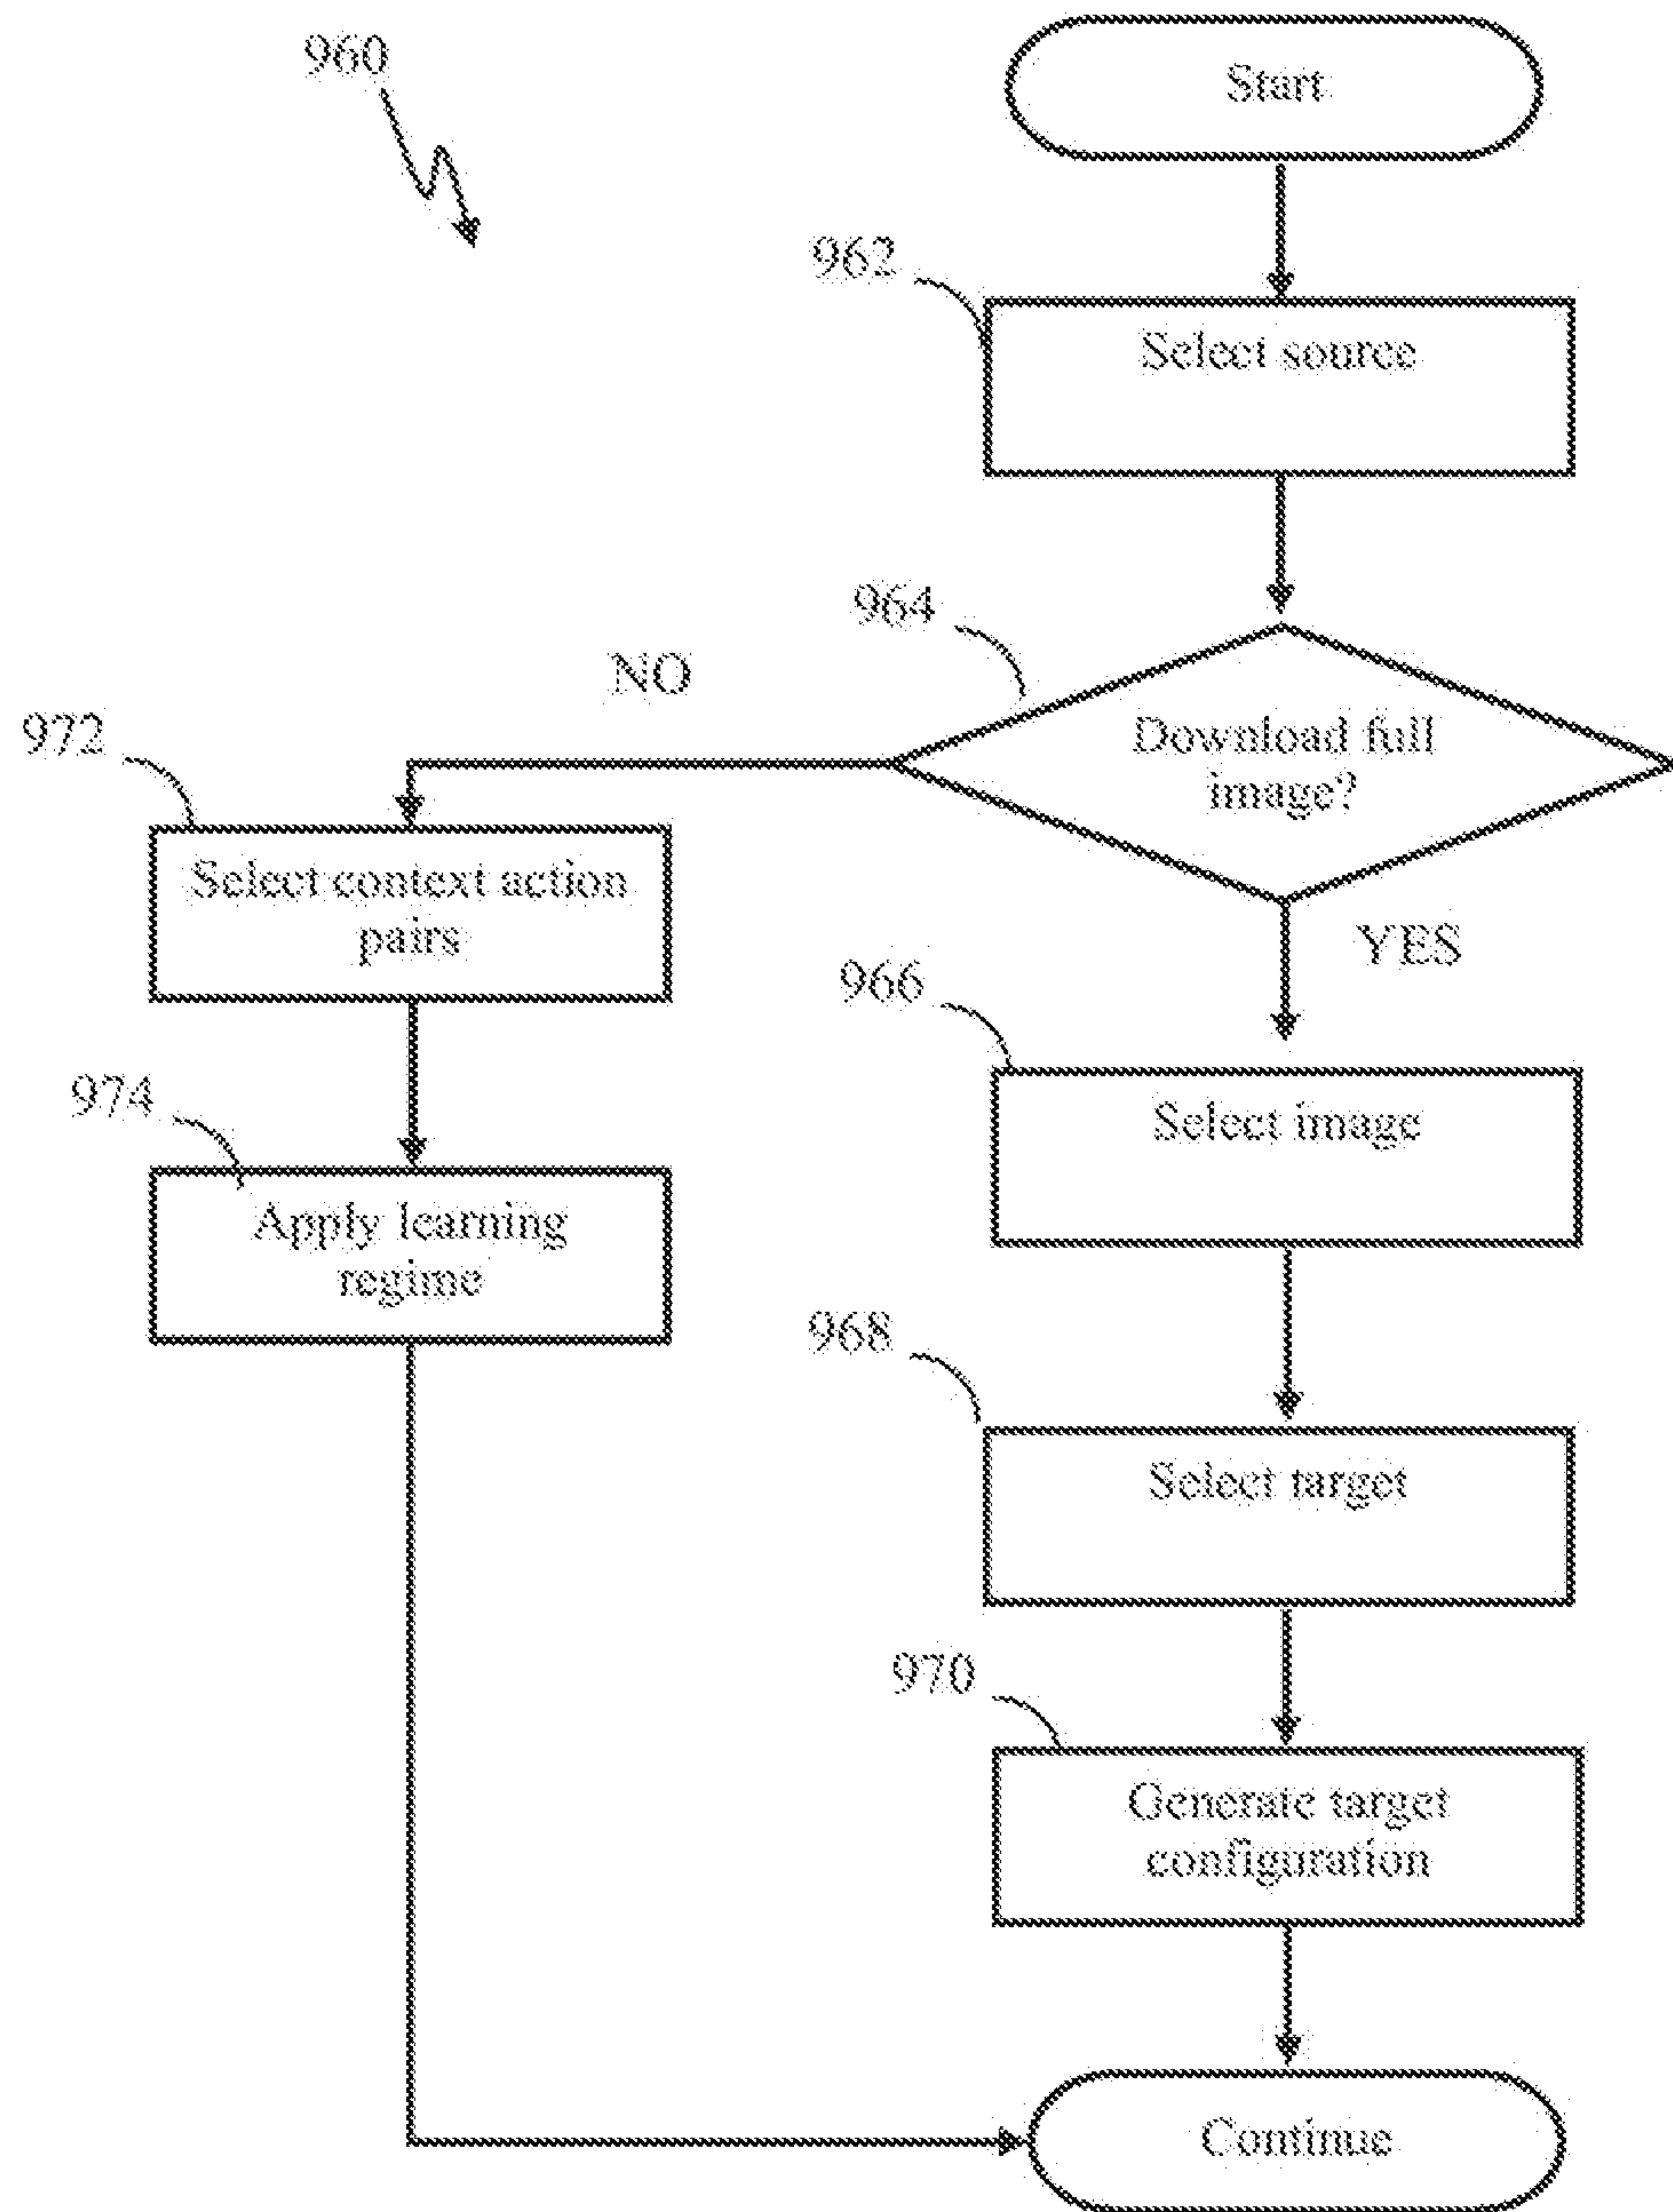 960
Start
962
Select source
964
NO
Download full
image?
972
Select context action
pairs
YES
966
Select image
974
Apply learning
regime
968
Select target
970
Generate target
configuration
Continue